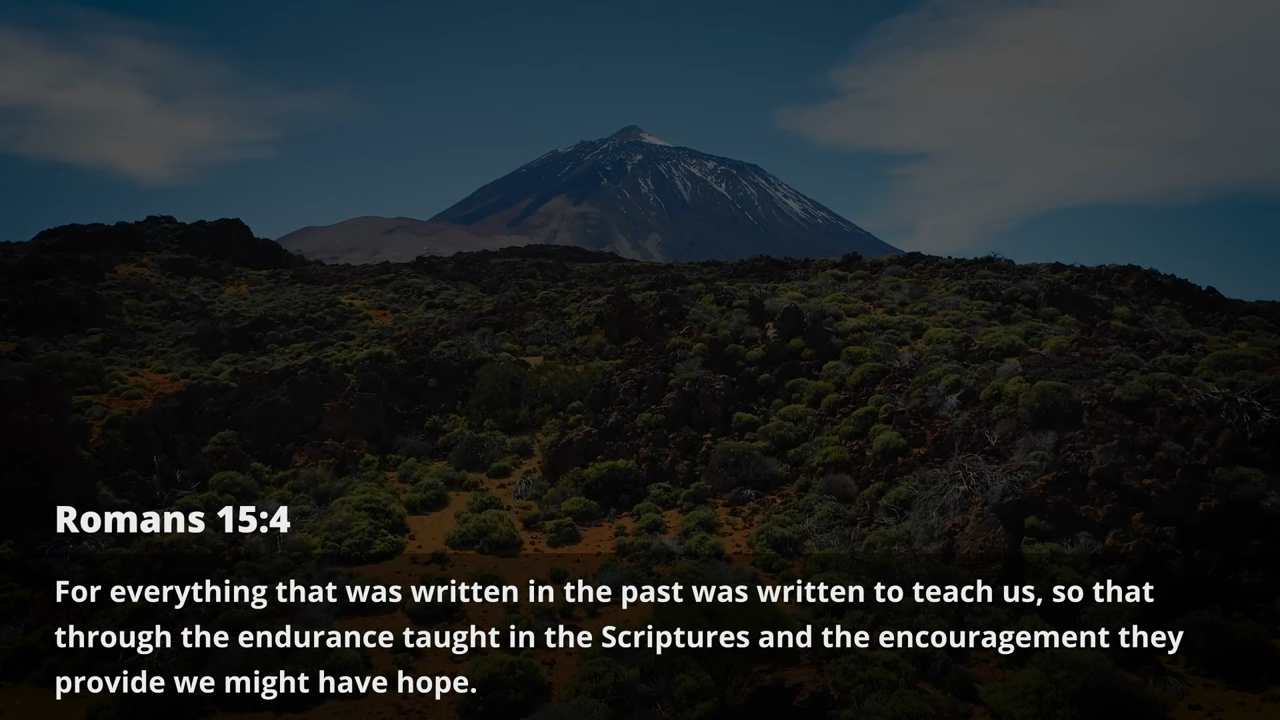 Romans 15:4
For everything that was written in the past was written to teach us, so that
through the endurance taught in the Scriptures and the encouragement they
provide we might have hope.